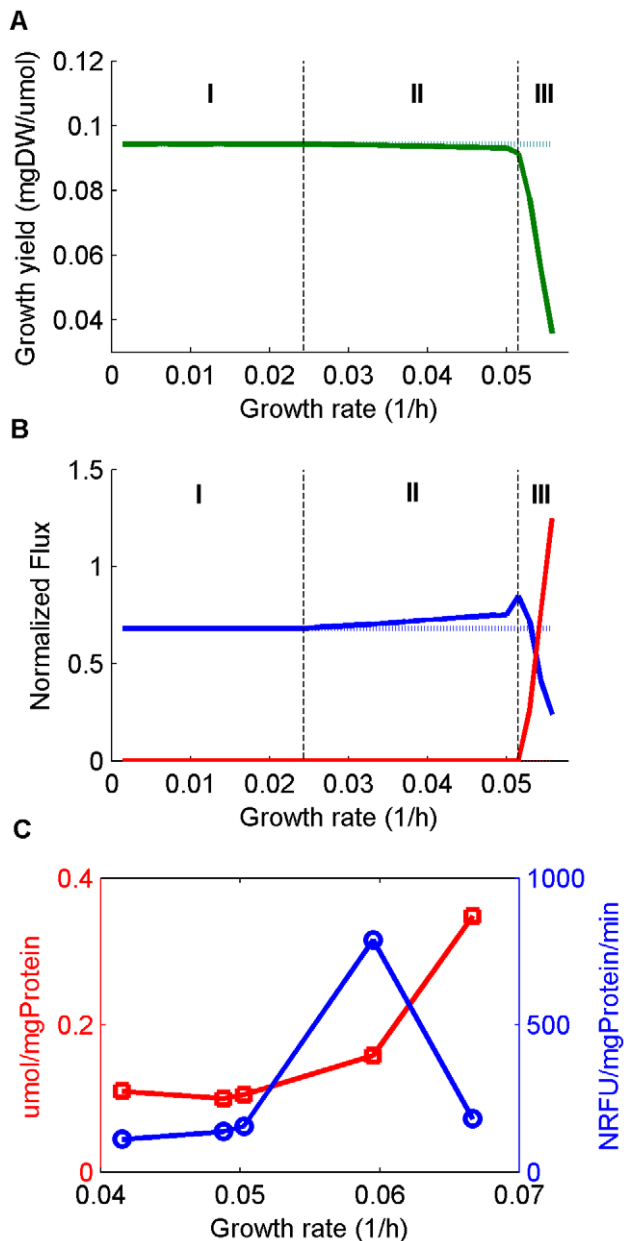 A
Growth yield (mgDW/umol)
0.12
0.1
0.08
0.06
0.04
I
II
III
0
0.01
0.02
0.03
0.04
0.05
Growth rate (1/h)
B
Normalized Flux
1.5
1
0.5
0
I
II
III
0
0.01
0.02
0.03
0.04
0.05
Growth rate (1/h)
C
umol/mgProtein
0.4
0.2
0
1000
500
0
NRFU/mgProtein/min
0.04
0.05
0.06
0.07
Growth rate (1/h)